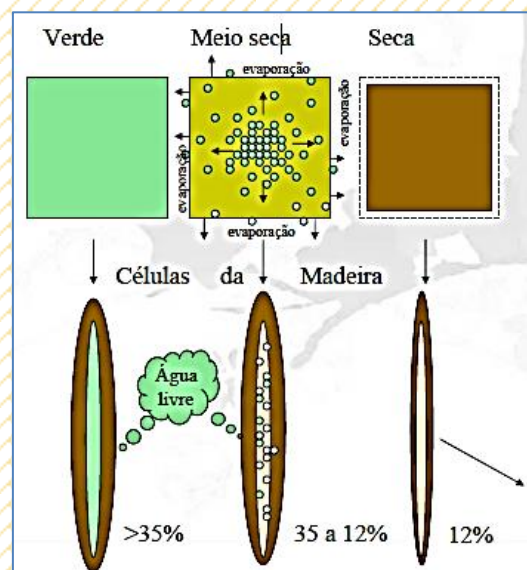 Verde Meio seca Seca
evaporação
evaporação
evaporação
evaporação
Células da Madeira
Água
livre
>35% 35 a 12% 12%